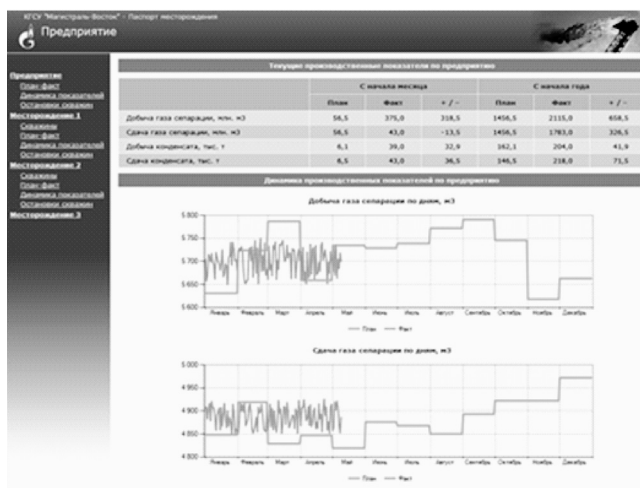 КГСУ "Магистраль-Восток" - Паспорт месторождения
Предприятие
Предприятие
План-факт
Динамика показателей
Остановки скважин
Месторождение 1
Скважины
План-факт
Динамика показателей
Остановки скважин
Месторождение 2
Скважины
План-факт
Динамика показателей
Остановки скважин
Месторождение 3
Текущие производственные показатели по предприятию
С начала месяца С начала года
План Факт + / - План Факт + / -
Добыча газа сепарации, млн. м3 56,5 375,0 318,5 1456,5 2115,0 658,5
Сдача газа сепарации, млн. м3 56,5 43,0 -13,5 1456,5 1783,0 326,5
Добыча конденсата, тыс. т 6,1 39,0 32,9 162,1 204,0 41,9
Сдача конденсата, тыс. т 6,5 43,0 36,5 146,5 218,0 71,5
Динамика производственных показателей по предприятию
Добыча газа сепарации по дням, м3
5 800
5 750
5 700
5 650
5 600
Январь Февраль Март Апрель Май Июнь Июль Август Сентябрь Октябрь Ноябрь Декабрь
План Факт
Сдача газа сепарации по дням, м3
5 000
4 950
4 900
4 850
4 800
Январь Февраль Март Апрель Май Июнь Июль Август Сентябрь Октябрь Ноябрь Декабрь
План Факт